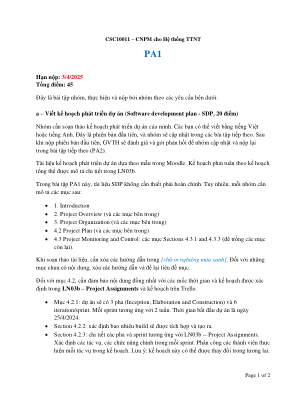 CSC10011 – CNPM cho Hệ thống TTNT
PA1
Hạn nộp: 3/4/2025
Tổng điểm: 45
Đây là bài tập nhóm, thực hiện và nộp bởi nhóm theo các yêu cầu bên dưới.
a – Viết kế hoạch phát triển dự án (Software development plan - SDP, 20 điểm)
Nhóm cần soạn thảo kế hoạch phát triển dự án của mình. Các bạn có thể viết bằng tiếng Việt
hoặc tiếng Anh. Đây là phiên bản đầu tiên, và nhóm sẽ cập nhật trong các bài tập tiếp theo. Sau
khi nộp phiên bản đầu tiên, GVTH sẽ đánh giá và gởi phản hồi để nhóm cập nhật và nộp lại
trong bài tập tiếp theo (PA2).
Tài liệu kế hoạch phát triển dự án dựa theo mẫu trong Moodle. Kế hoạch phải tuân theo kế hoạch
tổng thể được mô tả chi tiết trong LN03b.
Trong bài tập PA1 này, tài liệu SDP không cần thiết phải hoàn chỉnh. Tuy nhiên, mỗi nhóm cần
mô tả các mục sau:
• 1. Introduction
• 2. Project Overview (và các mục bên trong)
• 3. Project Organization (và các mục bên trong)
• 4.2 Project Plan (và các mục bên trong)
• 4.3 Project Monitoring and Control: các mục Sections 4.3.1 and 4.3.3 (để trống các mục
còn lại).
Khi soạn thảo tài liệu, cần xóa các hướng dẫn trong [chữ in nghiêng màu xanh]. Đối với những
mục chưa có nội dung, xóa các hướng dẫn và để lại tiêu đề mục.
Đối với mục 4.2, cần đảm bảo nội dung đồng nhất với các mốc thời gian và kế hoạch được xác
định trong LN03b -- Project Assignments và kế hoạch trên Trello.
• Mục 4.2.1: dự án sẽ có 3 pha (Inception, Elaboration and Construction) và 6
iteration/sprint. Mỗi sprint tương ứng với 2 tuần. Thời gian bắt đầu dự án là ngày
25/4/2024.
• Section 4.2.2: xác định bao nhiêu build sẽ được tích hợp và tạo ra.
• Section 4.2.3: chi tiết các pha và sprint tương ứng với LN03b -- Project Assignments.
Xác định các tác vụ, các chức năng chính trong mỗi sprint. Phân công các thành viên thực
hiện mỗi tác vụ trong kế hoạch. Lưu ý: kế hoạch này có thể được thay đổi trong tương lai.
Page 1 of 2